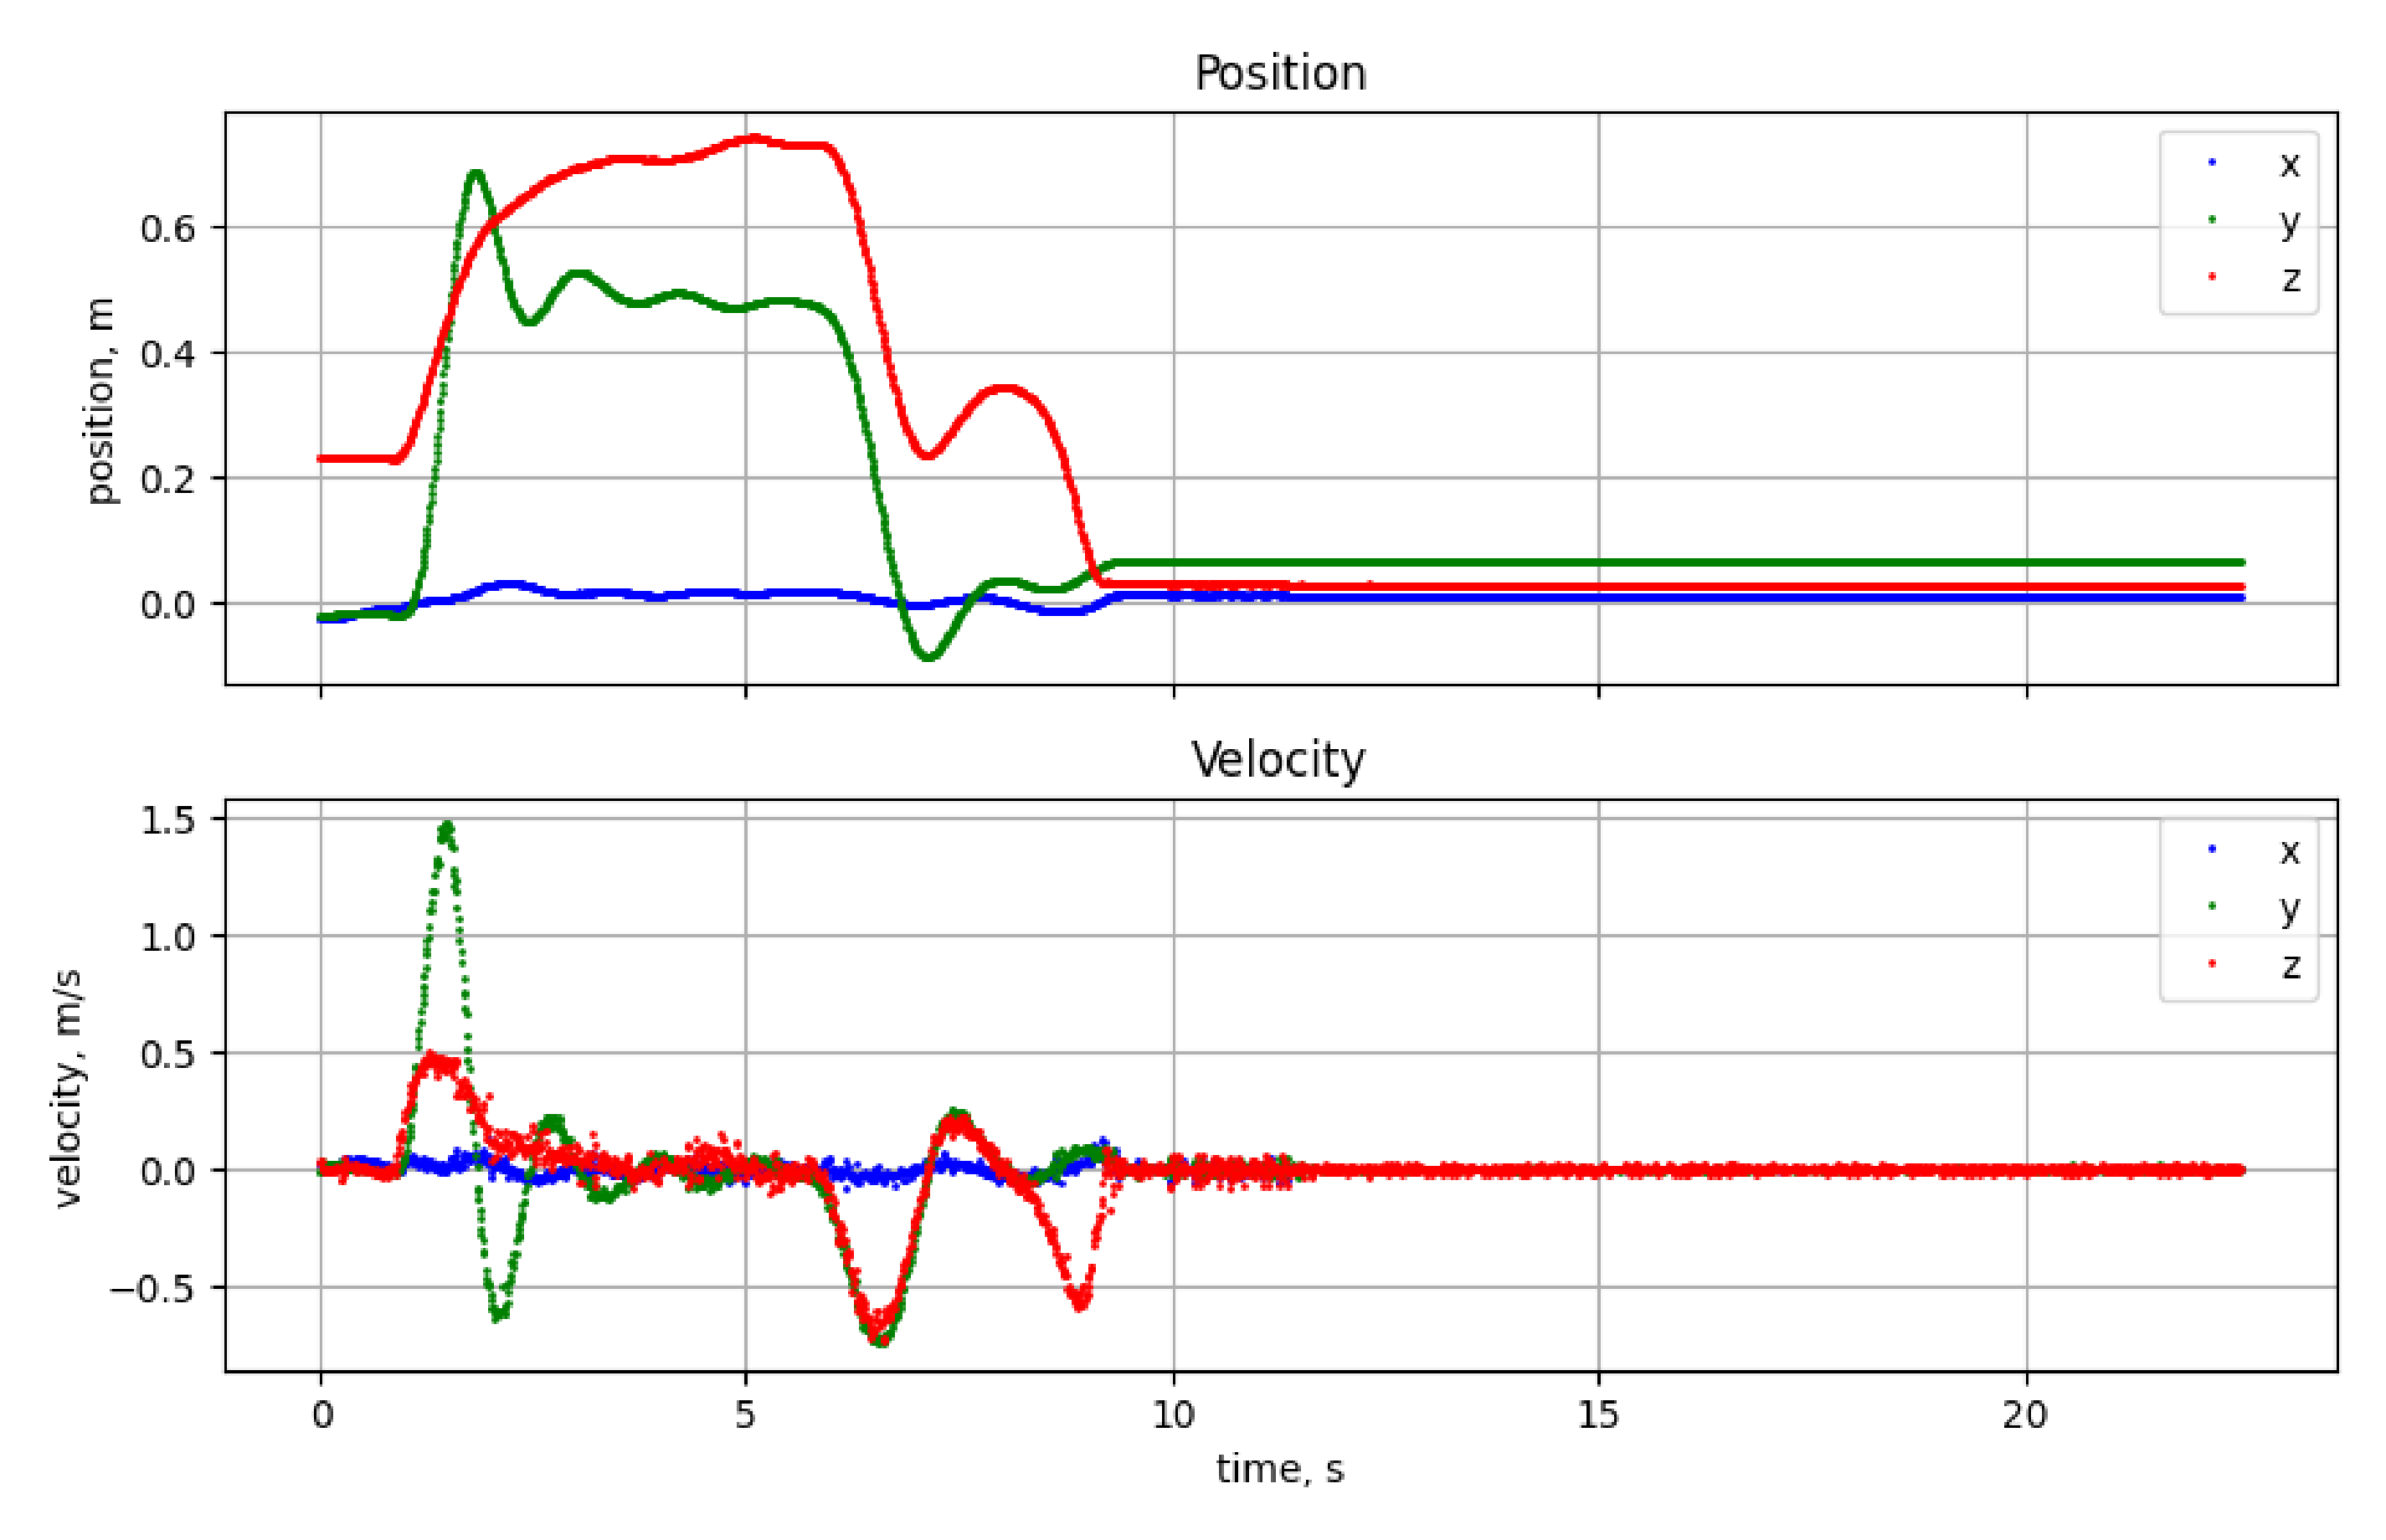 Position
0.6
0.4
0.2
0.0
position, m
x
y
z
Velocity
1.5
1.0
0.5
0.0
−0.5
velocity, m/s
x
y
z
0 5 10 15 20
time, s